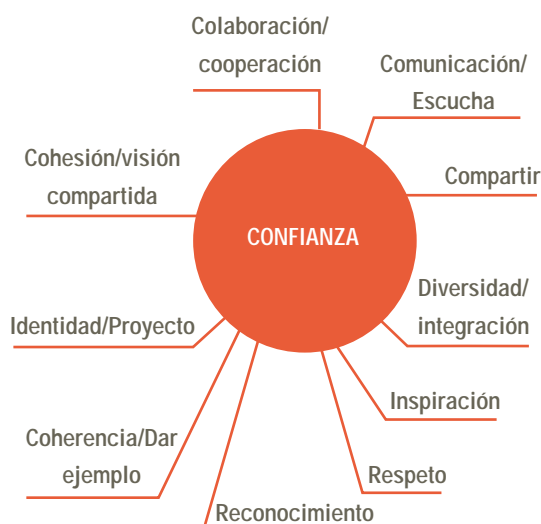 Colaboración/
cooperación
Comunicación/
Escucha
Cohesión/visión
compartida
Compartir
CONFIANZA
Diversidad/
integración
Identidad/Proyecto
Inspiración
Coherencia/Dar
ejemplo
Respeto
Reconocimiento